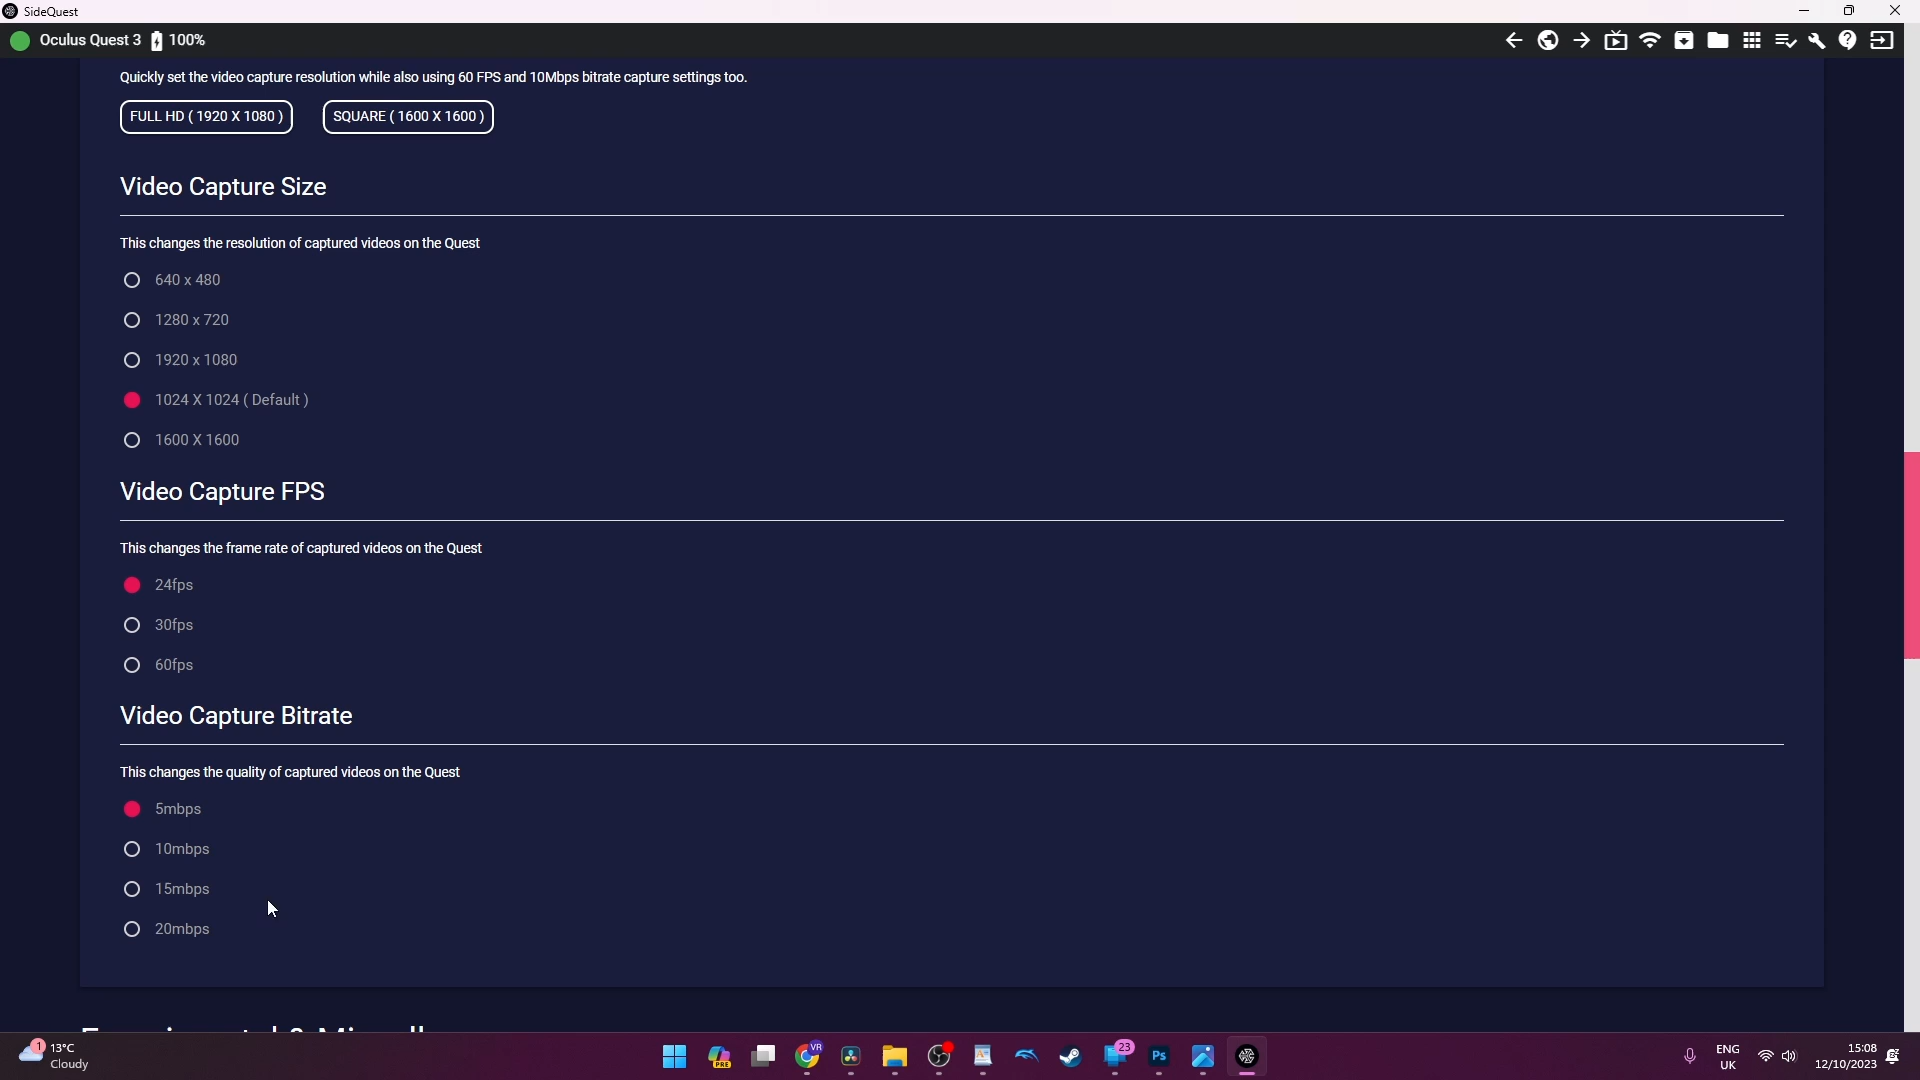 SideQuest
Oculus Quest 3 100%
Quickly set the video capture resolution while also using 60 FPS and 10Mbps bitrate capture settings too.
FULL HD ( 1920 X 1080 ) SQUARE ( 1600 X 1600 )
Video Capture Size
This changes the resolution of captured videos on the Quest
640 x 480
1280 x 720
1920 x 1080
1024 X 1024 ( Default )
1600 X 1600
Video Capture FPS
This changes the frame rate of captured videos on the Quest
24fps
30fps
60fps
Video Capture Bitrate
This changes the quality of captured videos on the Quest
5mbps
10mbps
15mbps
20mbps
1 13°C
Cloudy
PRE VR 23 Ps
ENG
UK
15:08
12/10/2023